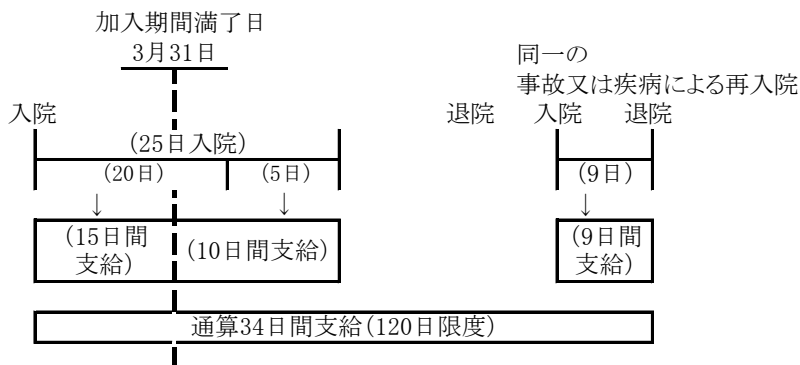 加入期間満了日
3月31日
同一の
事故又は疾病による再入院
入院
退院
入院
退院
(25日入院)
(20日)
(5日)
(9日)
↓
↓
↓
(15日間
支給)
(10日間支給)
(9日間
支給)
通算34日間支給(120日限度)